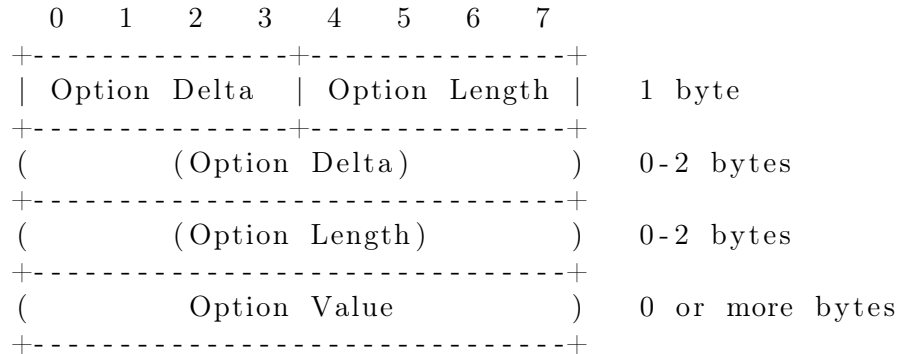 0 1 2 3 4 5 6 7
+---------------+---------------+
| Option Delta | Option Length | 1 byte
+---------------+---------------+
( (Option Delta) ) 0-2 bytes
+-------------------------------+
( (Option Length) ) 0-2 bytes
+-------------------------------+
( Option Value ) 0 or more bytes
+-------------------------------+